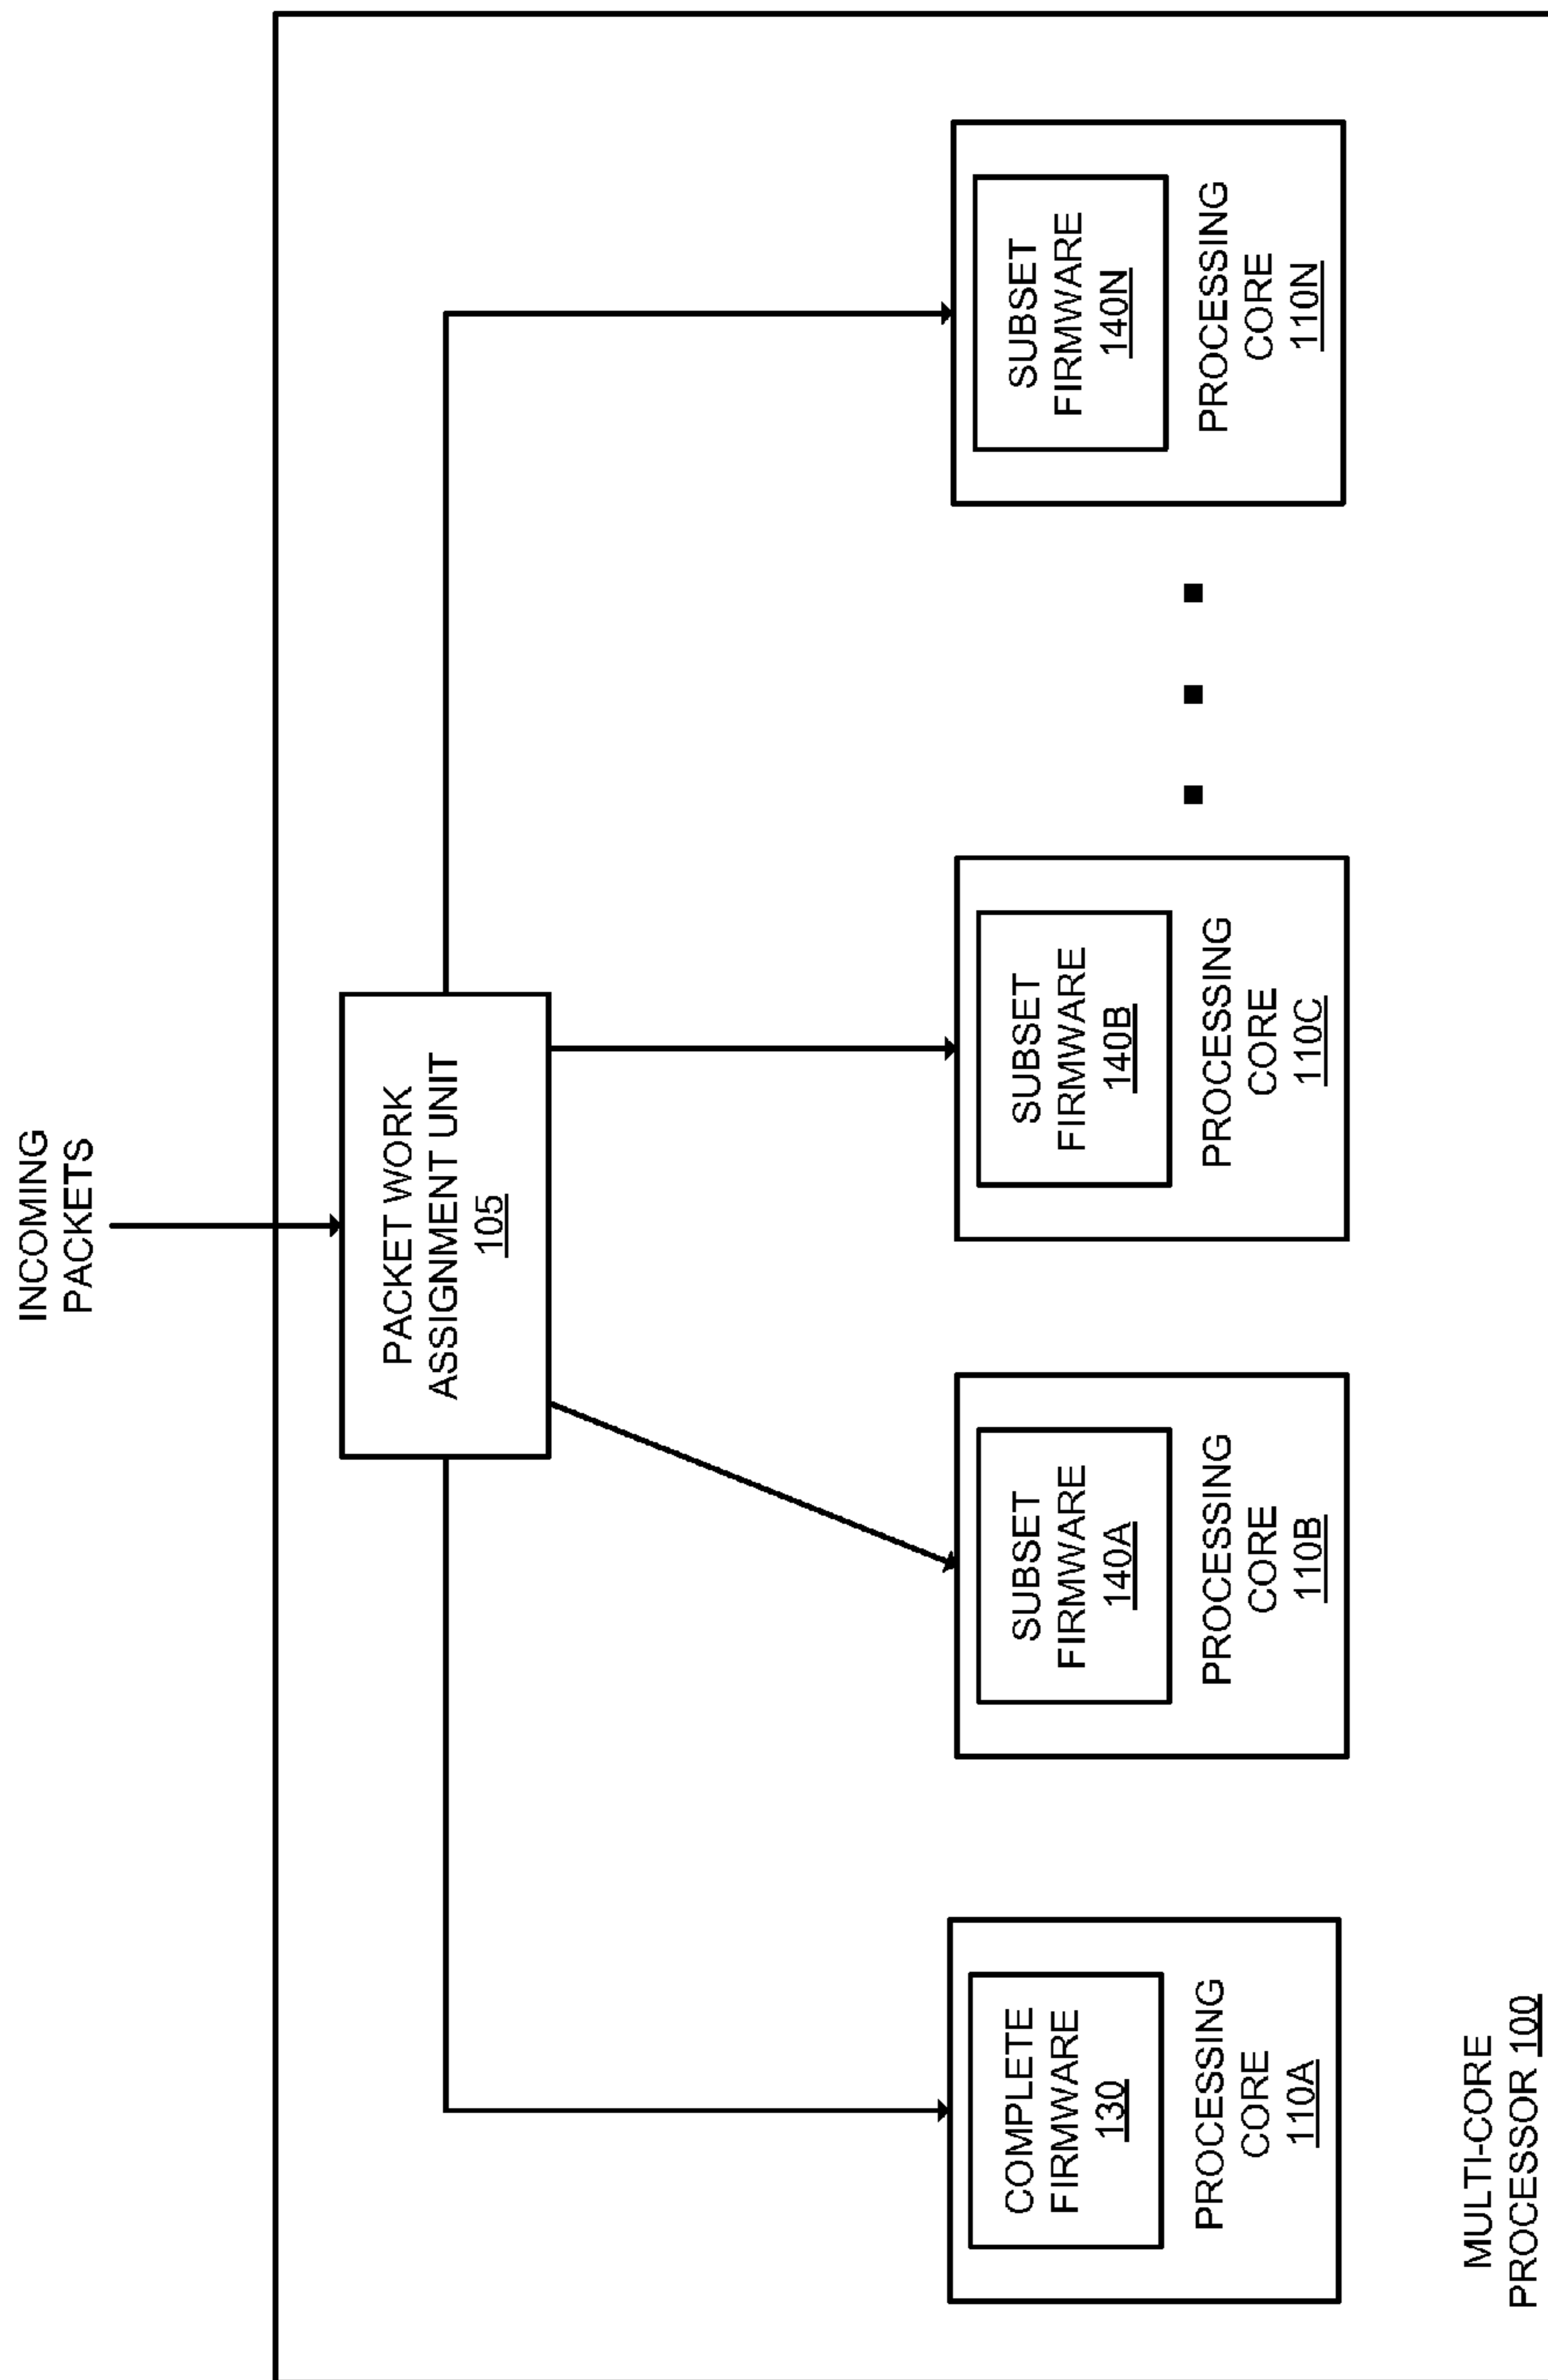 INCOMING
PACKETS
PACKET WORK
ASSIGNMENT UNIT
105
COMPLETE
FIRMWARE
130
PROCESSING
CORE
110A
SUBSET
FIRMWARE
140A
PROCESSING
CORE
110B
SUBSET
FIRMWARE
140B
PROCESSING
CORE
110C
SUBSET
FIRMWARE
140N
PROCESSING
CORE
110N
MULTI-CORE
PROCESSOR 100